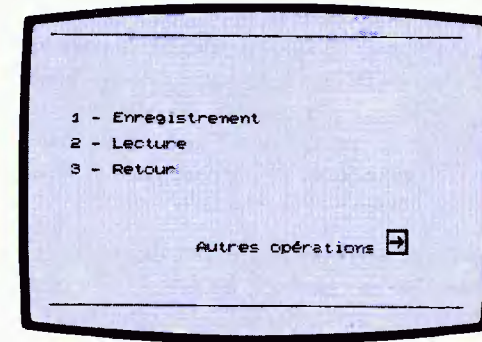 1 - Enregistrement
2 - Lecture
3 - Retour
Autres opérations →